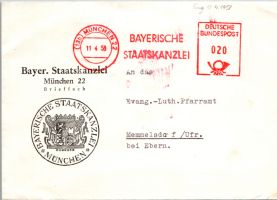 (13b) MÜNCHEN 22
11.4.58
BAYERISCHE
STAATSKANZLEI
DEUTSCHE
BUNDESPOST
020
Bayer. Staatskanzlei
München 22
Brieffach
An das
Evang.-Luth.Pfarramt
Memmelsdorf /Ufr.
bei Ebern.
BAYERISCHE STAATSKANZLEI
MÜNCHEN